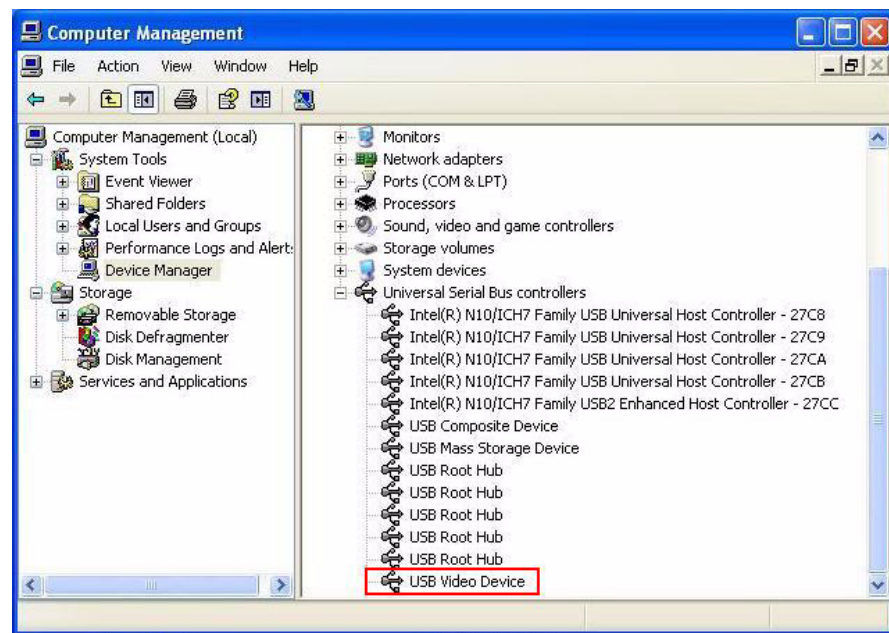 Computer Management
File Action View Window Help
Computer Management (Local)
System Tools
Event Viewer
Shared Folders
Local Users and Groups
Performance Logs and Alert:
Device Manager
Storage
Removable Storage
Disk Defragmenter
Disk Management
Services and Applications
Monitors
Network adapters
Ports (COM & LPT)
Processors
Sound, video and game controllers
Storage volumes
System devices
Universal Serial Bus controllers
Intel(R) N10/ICH7 Family USB Universal Host Controller - 27C8
Intel(R) N10/ICH7 Family USB Universal Host Controller - 27C9
Intel(R) N10/ICH7 Family USB Universal Host Controller - 27CA
Intel(R) N10/ICH7 Family USB Universal Host Controller - 27CB
Intel(R) N10/ICH7 Family USB2 Enhanced Host Controller - 27CC
USB Composite Device
USB Mass Storage Device
USB Root Hub
USB Root Hub
USB Root Hub
USB Root Hub
USB Root Hub
USB Video Device